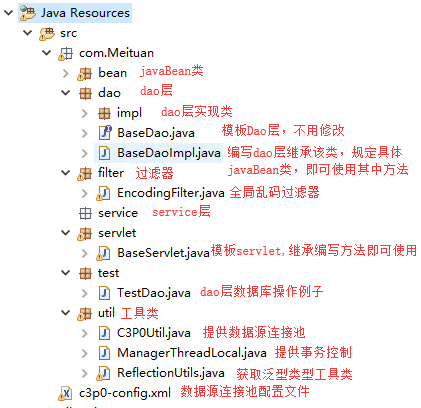 Java Resources
src
com.Meituan
bean javaBean类
dao dao层
impl dao层实现类
BaseDao.java 模板Dao层，不用修改
BaseDaoImpl.java 编写dao层继承该类，规定具体
filter 过滤器 javaBean类，即可使用其中方法
EncodingFilter.java 全局乱码过滤器
service service层
servlet
BaseServlet.java模板servlet,继承编写方法即可使用
test
TestDao.java dao层数据库操作例子
util 工具类
C3P0Util.java 提供数据源连接池
ManagerThreadLocal.java 提供事务控制
ReflectionUtils.java 获取泛型类型工具类
c3p0-config.xml 数据源连接池配置文件